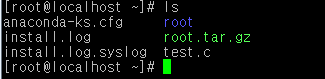 [root@localhost ~]# ls
anaconda-ks.cfg     root
install.log         root.tar.gz
install.log.syslog  test.c
[root@localhost ~]#